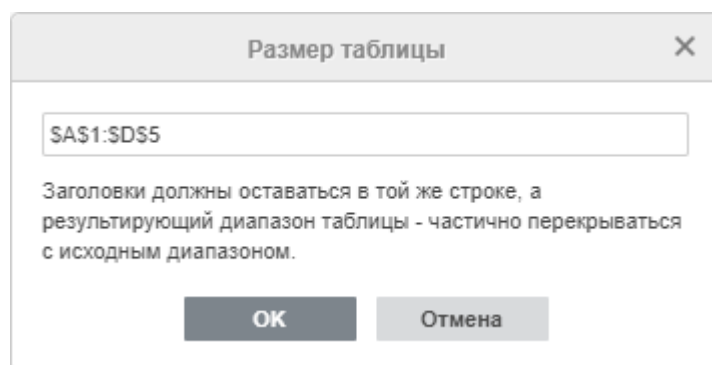 Размер таблицы
$A$1:$D$5
Заголовки должны оставаться в той же строке, а
результирующий диапазон таблицы - частично перекрываться
с исходным диапазоном.
OK
Отмена